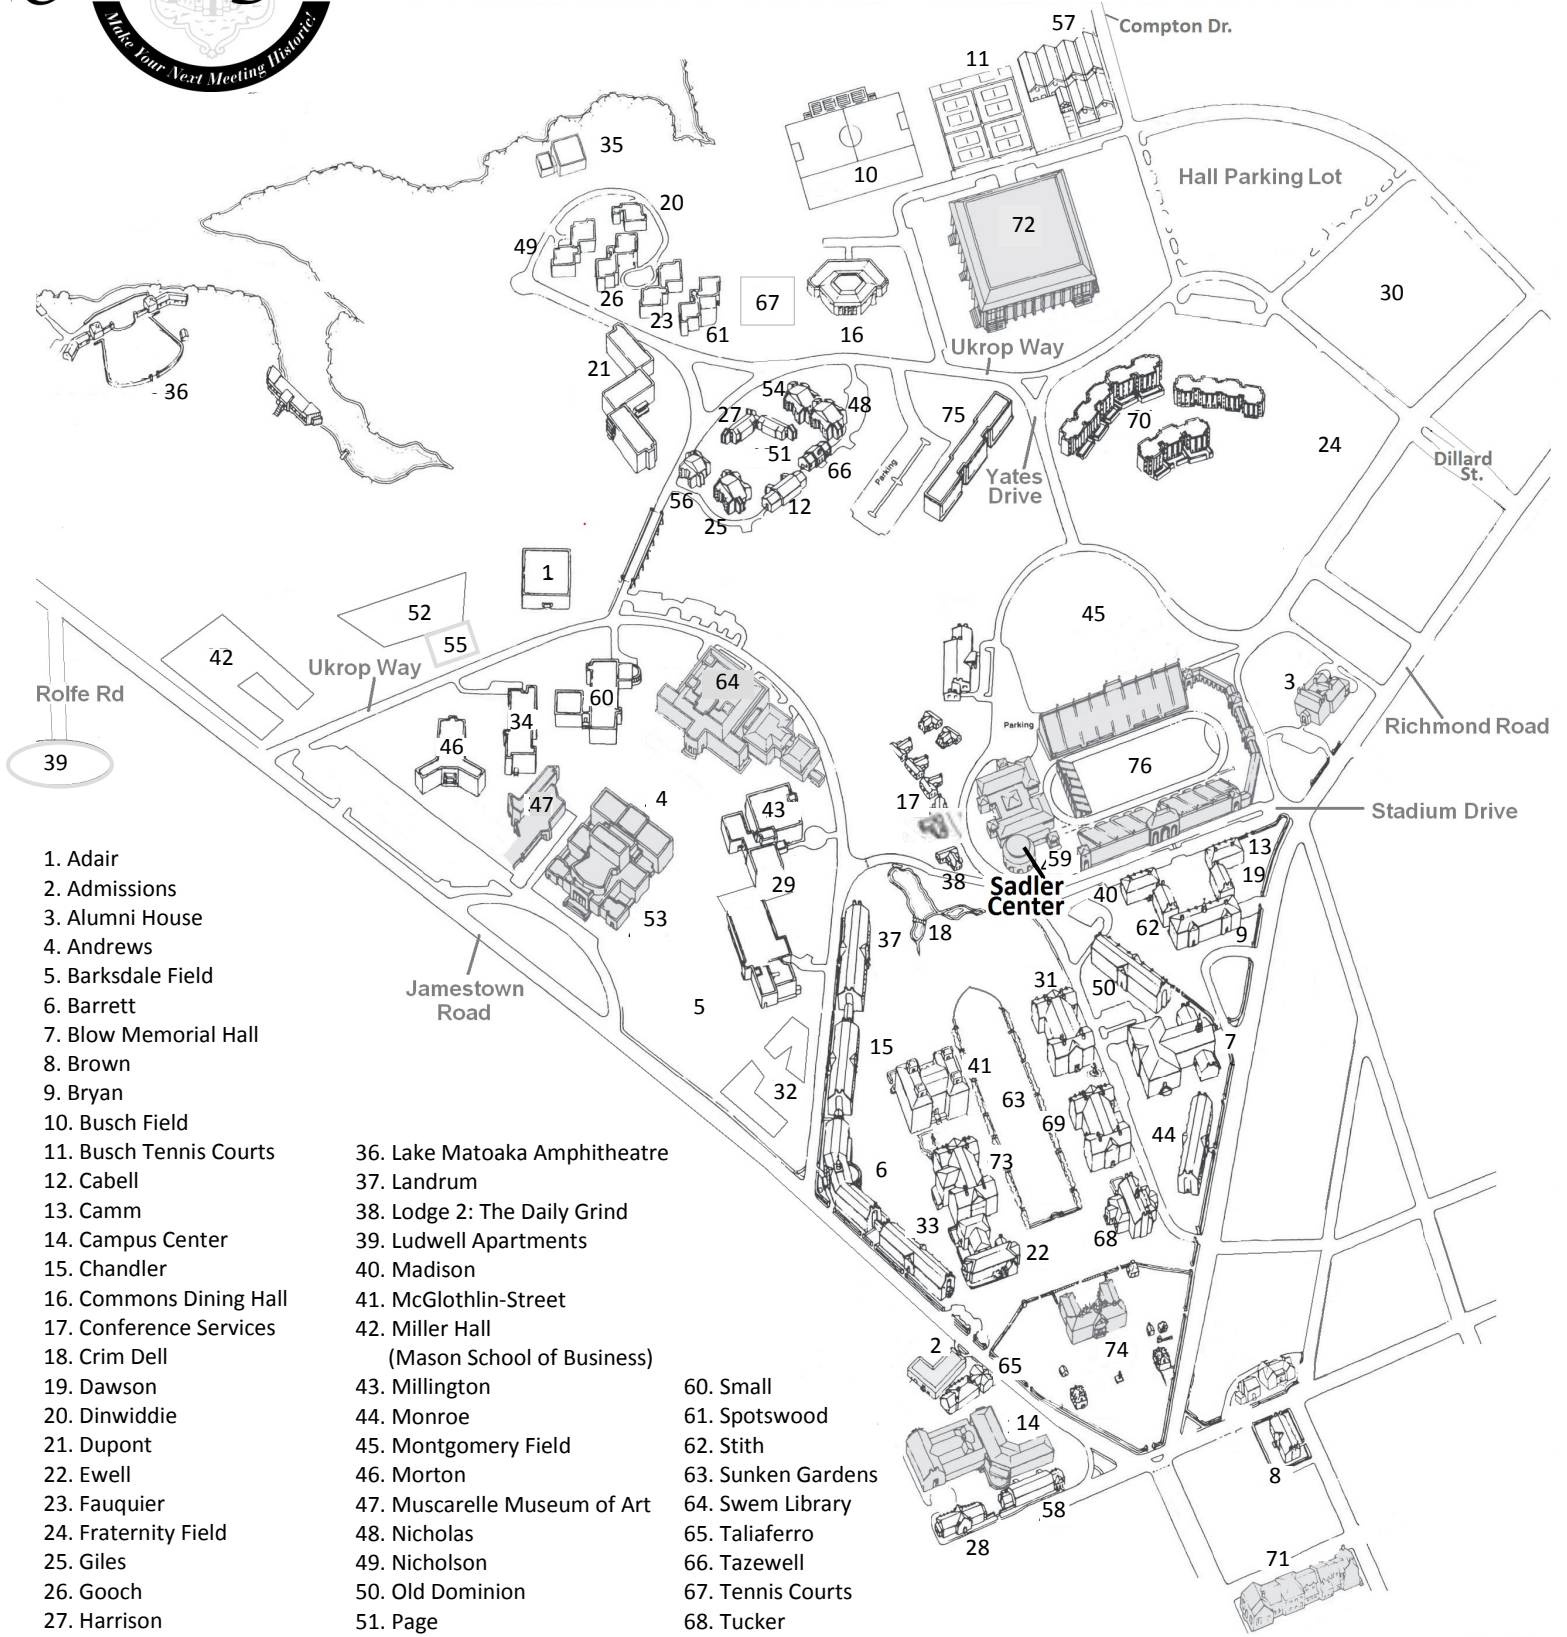 Make Your Next Meeting Historic!
57
Compton Dr.
11
35
10
Hall Parking Lot
20
72
49
30
26
67
23
61
16
Ukrop Way
21
36
54
48
27
75
70
51
24
66
Parking
Dillard
St.
Yates
Drive
56
12
25
1
52
45
55
42
Ukrop Way
Rolfe Rd
64
3
60
34
Parking
Richmond Road
46
39
76
47
4
17
43
Stadium Drive
13
59
1. Adair
29
38
Sadler
Center
19
40
2. Admissions
53
62
3. Alumni House
37
18
9
4. Andrews
5. Barksdale Field
Jamestown
Road
31
50
6. Barrett
5
7. Blow Memorial Hall
7
8. Brown
15
41
9. Bryan
32
63
10. Busch Field
69
44
11. Busch Tennis Courts
36. Lake Matoaka Amphitheatre
73
12. Cabell
37. Landrum
6
13. Camm
38. Lodge 2: The Daily Grind
33
14. Campus Center
39. Ludwell Apartments
22
68
15. Chandler
40. Madison
16. Commons Dining Hall
41. McGlothlin-Street
17. Conference Services
42. Miller Hall
2
74
18. Crim Dell
(Mason School of Business)
65
19. Dawson
43. Millington
60. Small
20. Dinwiddie
44. Monroe
61. Spotswood
14
21. Dupont
45. Montgomery Field
62. Stith
22. Ewell
46. Morton
63. Sunken Gardens
8
23. Fauquier
47. Muscarelle Museum of Art
64. Swem Library
58
24. Fraternity Field
48. Nicholas
65. Taliaferro
28
25. Giles
49. Nicholson
66. Tazewell
71
26. Gooch
50. Old Dominion
67. Tennis Courts
27. Harrison
51. Page
68. Tucker